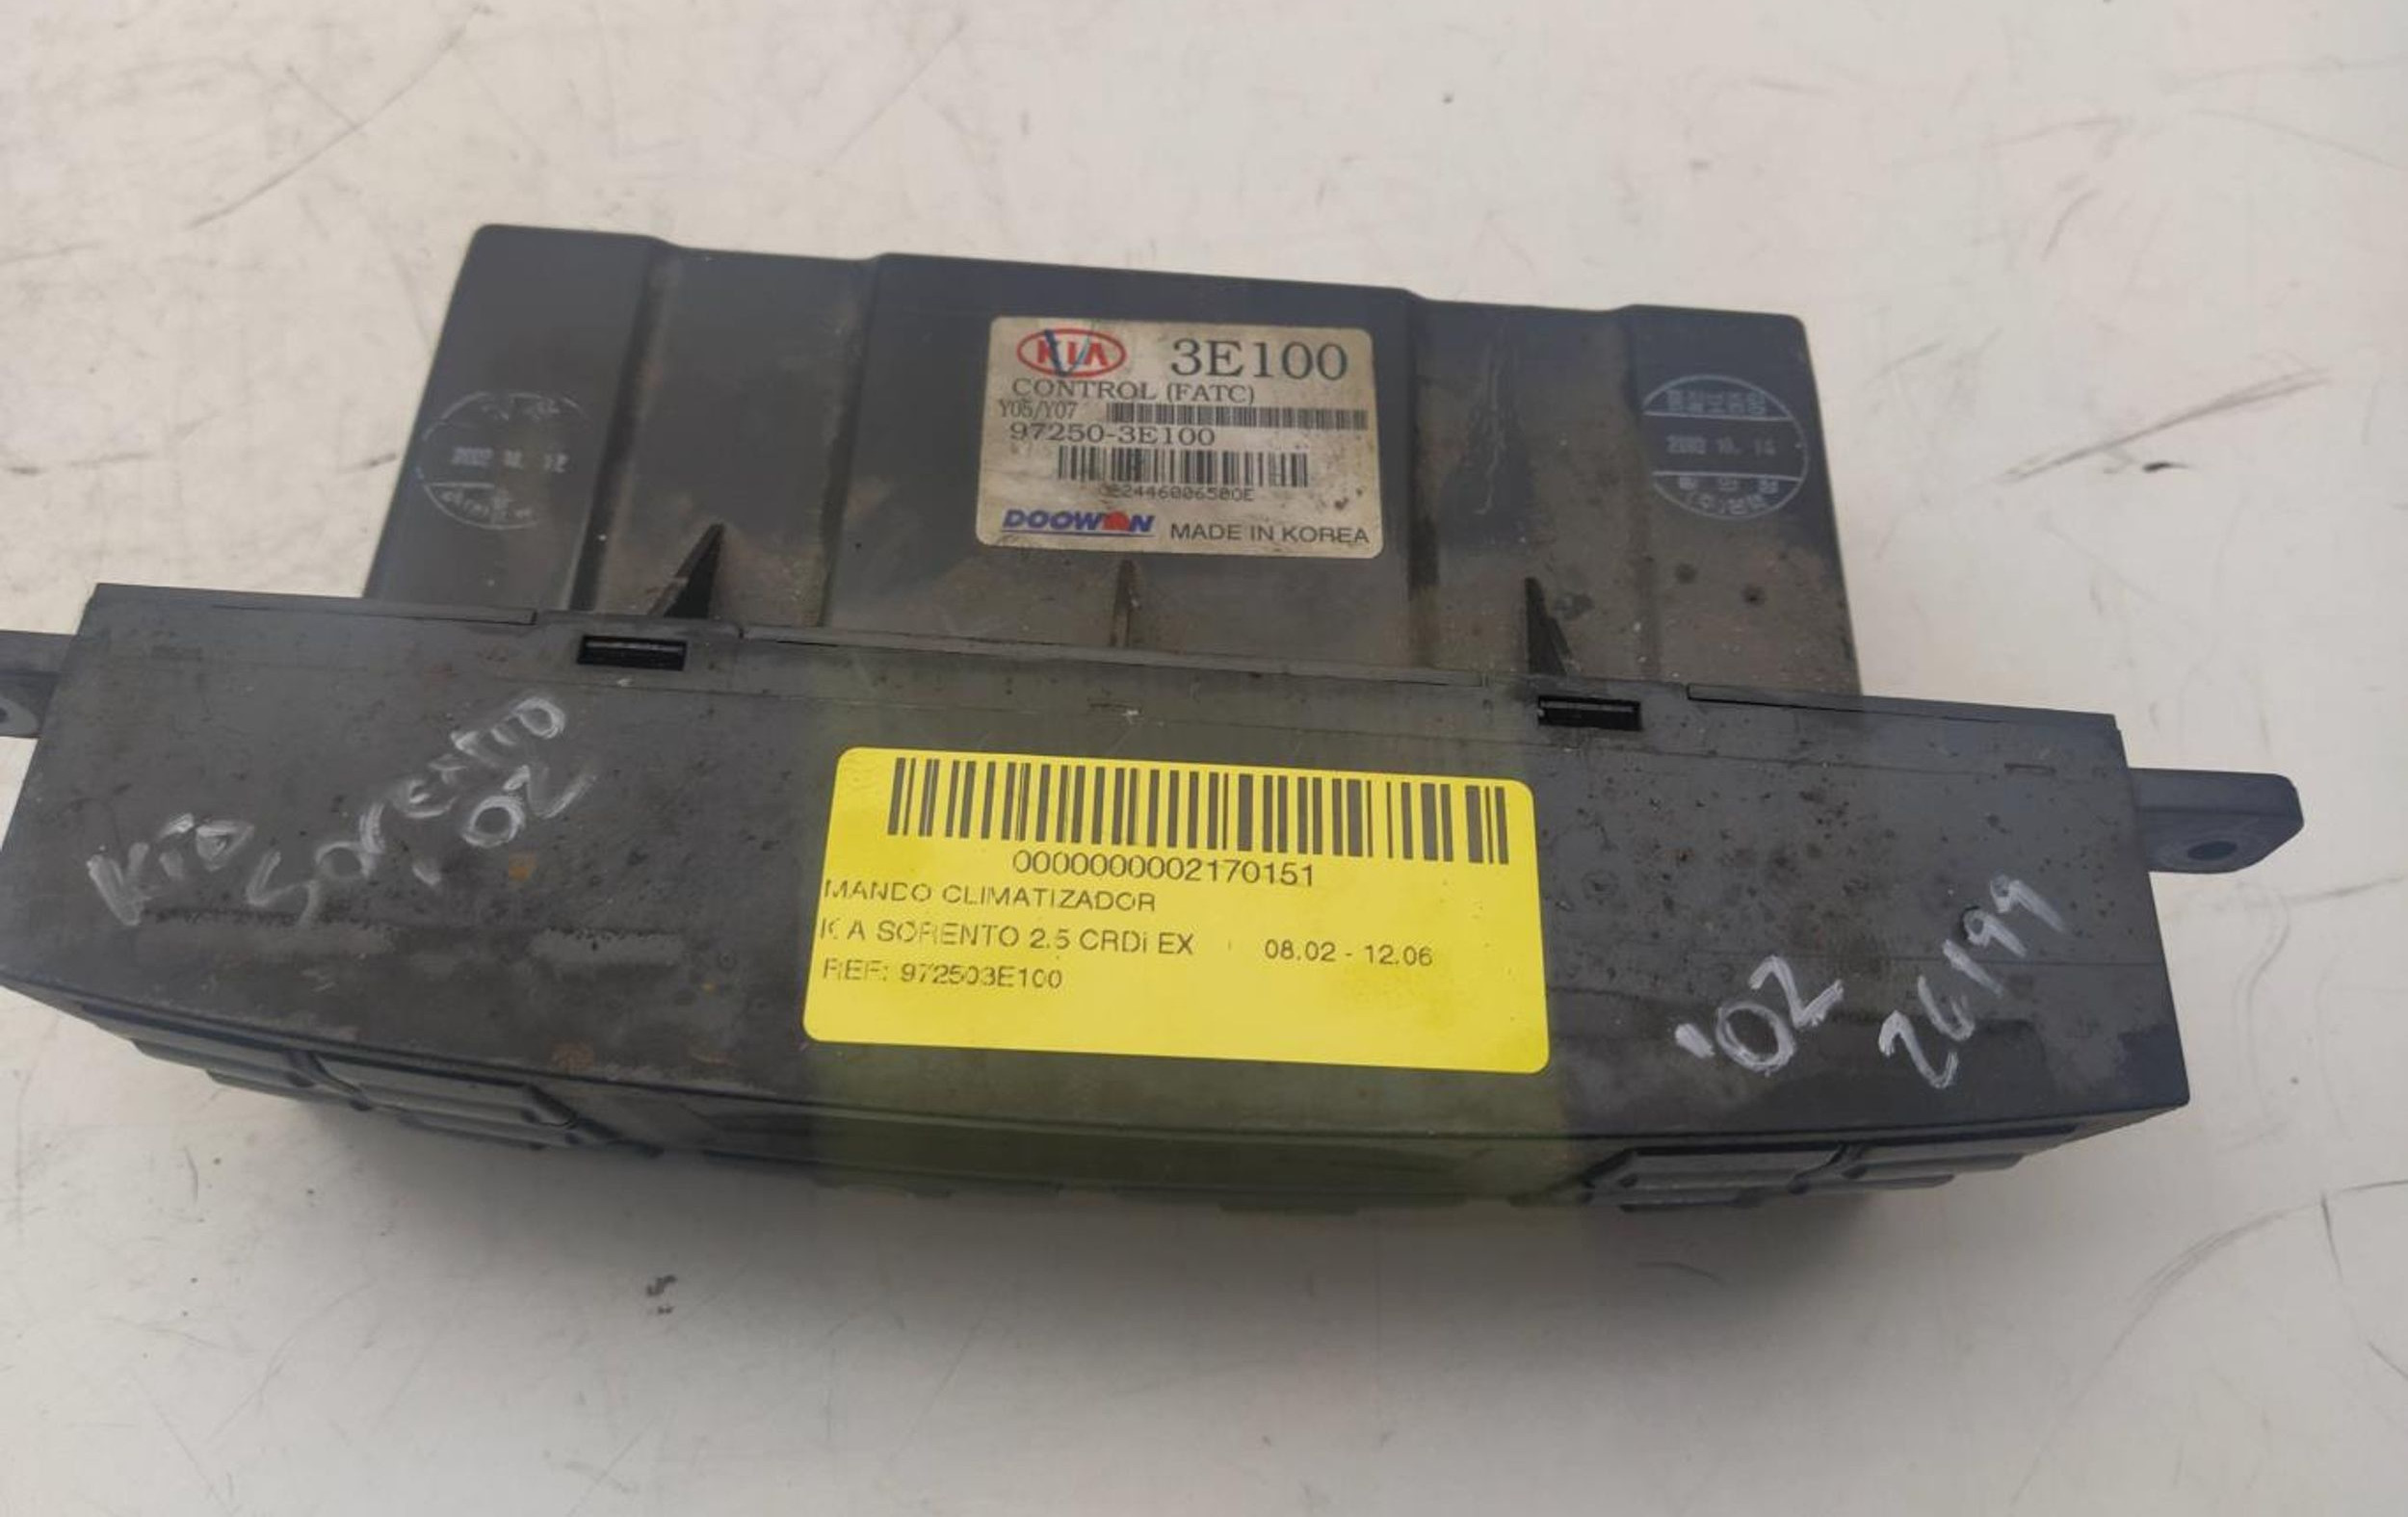 KIA 3E100
CONTROL (FATC)
Y05/Y07
97250-3E100
DOOWON MADE IN KOREA
Kia
Sorento
'02
0000000002170151
MANDO CLIMATIZADOR
KIA SORENTO 2.5 CRDi EX 08.02 - 12.06
REF: 972503E100
'02
26199